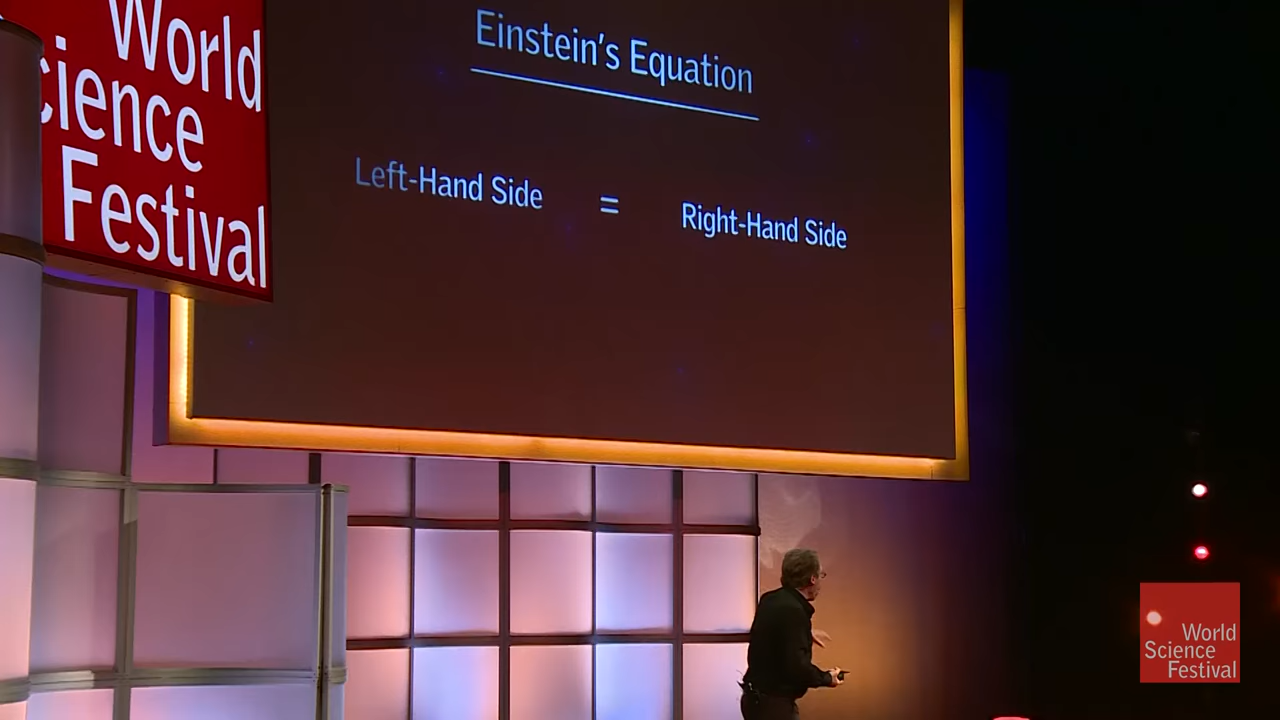 World
Science
Festival
Einstein's Equation
Left-Hand Side = Right-Hand Side
World
Science
Festival